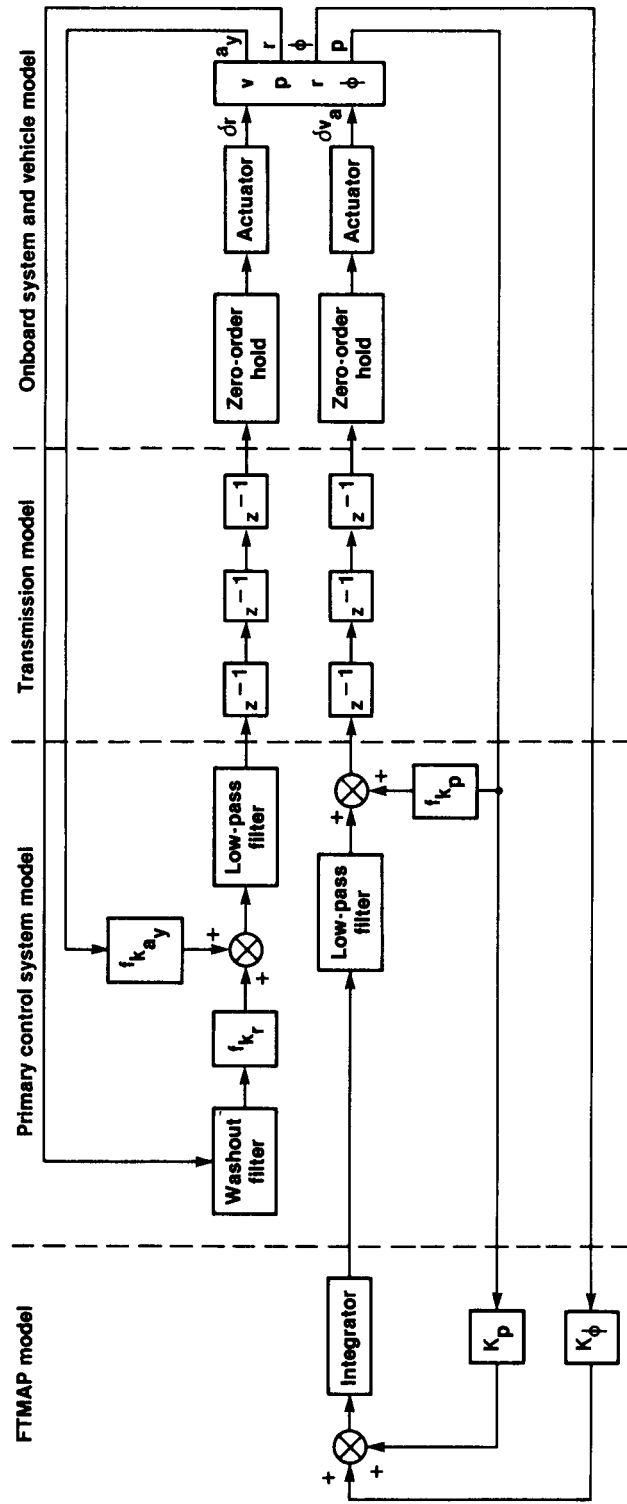 FTMAP model
Primary control system model
Transmission model
Onboard system and vehicle model
a_y
r
ϕ
p
f_k_a_y
+
+
Washout filter
f_k_r
Low-pass filter
z^−1
z^−1
z^−1
Zero-order hold
Actuator
δr
v
p
r
ϕ
+
+
Integrator
Low-pass filter
+
+
z^−1
z^−1
z^−1
Zero-order hold
Actuator
δv_a
f_k_p
K_p
K_ϕ